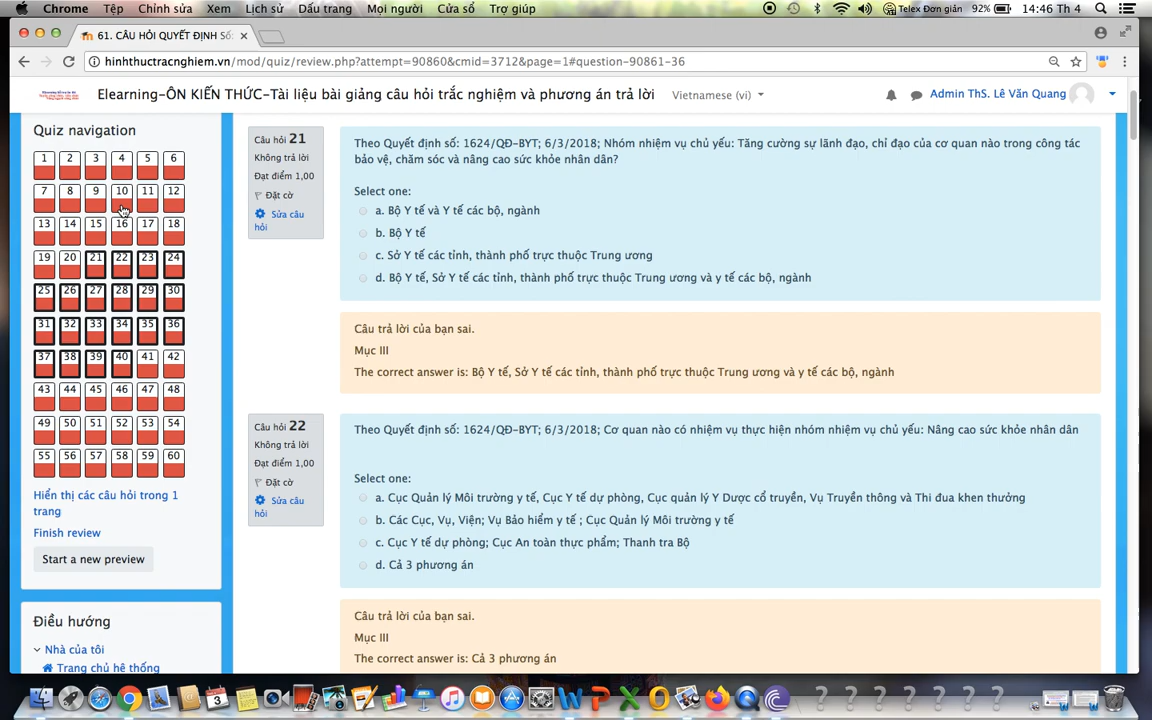 Chrome Tệp Chỉnh sửa Xem Lịch sử Dấu trang Mọi người Cửa sổ Trợ giúp Telex Đơn giản 92% 14:46 Th 4
61. CÂU HỎI QUYẾT ĐỊNH Số:
hinhthuctracnghiem.vn/mod/quiz/review.php?attempt=90860&cmid=3712&page=1#question-90861-36
Elearning-ÔN KIẾN THỨC-Tài liệu bài giảng câu hỏi trắc nghiệm và phương án trả lời Vietnamese (vi) Admin ThS. Lê Văn Quang
Quiz navigation
1 2 3 4 5 6
7 8 9 10 11 12
13 14 15 16 17 18
19 20 21 22 23 24
25 26 27 28 29 30
31 32 33 34 35 36
37 38 39 40 41 42
43 44 45 46 47 48
49 50 51 52 53 54
55 56 57 58 59 60
Hiển thị các câu hỏi trong 1
trang
Finish review
Start a new preview
Điều hướng
Nhà của tôi
Trang chủ hệ thống
Câu hỏi 21
Không trả lời
Đạt điểm 1,00
Đặt cờ
Sửa câu
hỏi
Theo Quyết định số: 1624/QĐ-BYT; 6/3/2018; Nhóm nhiệm vụ chủ yếu: Tăng cường sự lãnh đạo, chỉ đạo của cơ quan nào trong công tác
bảo vệ, chăm sóc và nâng cao sức khỏe nhân dân?
Select one:
a. Bộ Y tế và Y tế các bộ, ngành
b. Bộ Y tế
c. Sở Y tế các tỉnh, thành phố trực thuộc Trung ương
d. Bộ Y tế, Sở Y tế các tỉnh, thành phố trực thuộc Trung ương và y tế các bộ, ngành
Câu trả lời của bạn sai.
Mục III
The correct answer is: Bộ Y tế, Sở Y tế các tỉnh, thành phố trực thuộc Trung ương và y tế các bộ, ngành
Câu hỏi 22
Không trả lời
Đạt điểm 1,00
Đặt cờ
Sửa câu
hỏi
Theo Quyết định số: 1624/QĐ-BYT; 6/3/2018; Cơ quan nào có nhiệm vụ thực hiện nhóm nhiệm vụ chủ yếu: Nâng cao sức khỏe nhân dân
Select one:
a. Cục Quản lý Môi trường y tế, Cục Y tế dự phòng, Cục quản lý Y Dược cổ truyền, Vụ Truyền thông và Thi đua khen thưởng
b. Các Cục, Vụ, Viện; Vụ Bảo hiểm y tế ; Cục Quản lý Môi trường y tế
c. Cục Y tế dự phòng; Cục An toàn thực phẩm; Thanh tra Bộ
d. Cả 3 phương án
Câu trả lời của bạn sai.
Mục III
The correct answer is: Cả 3 phương án